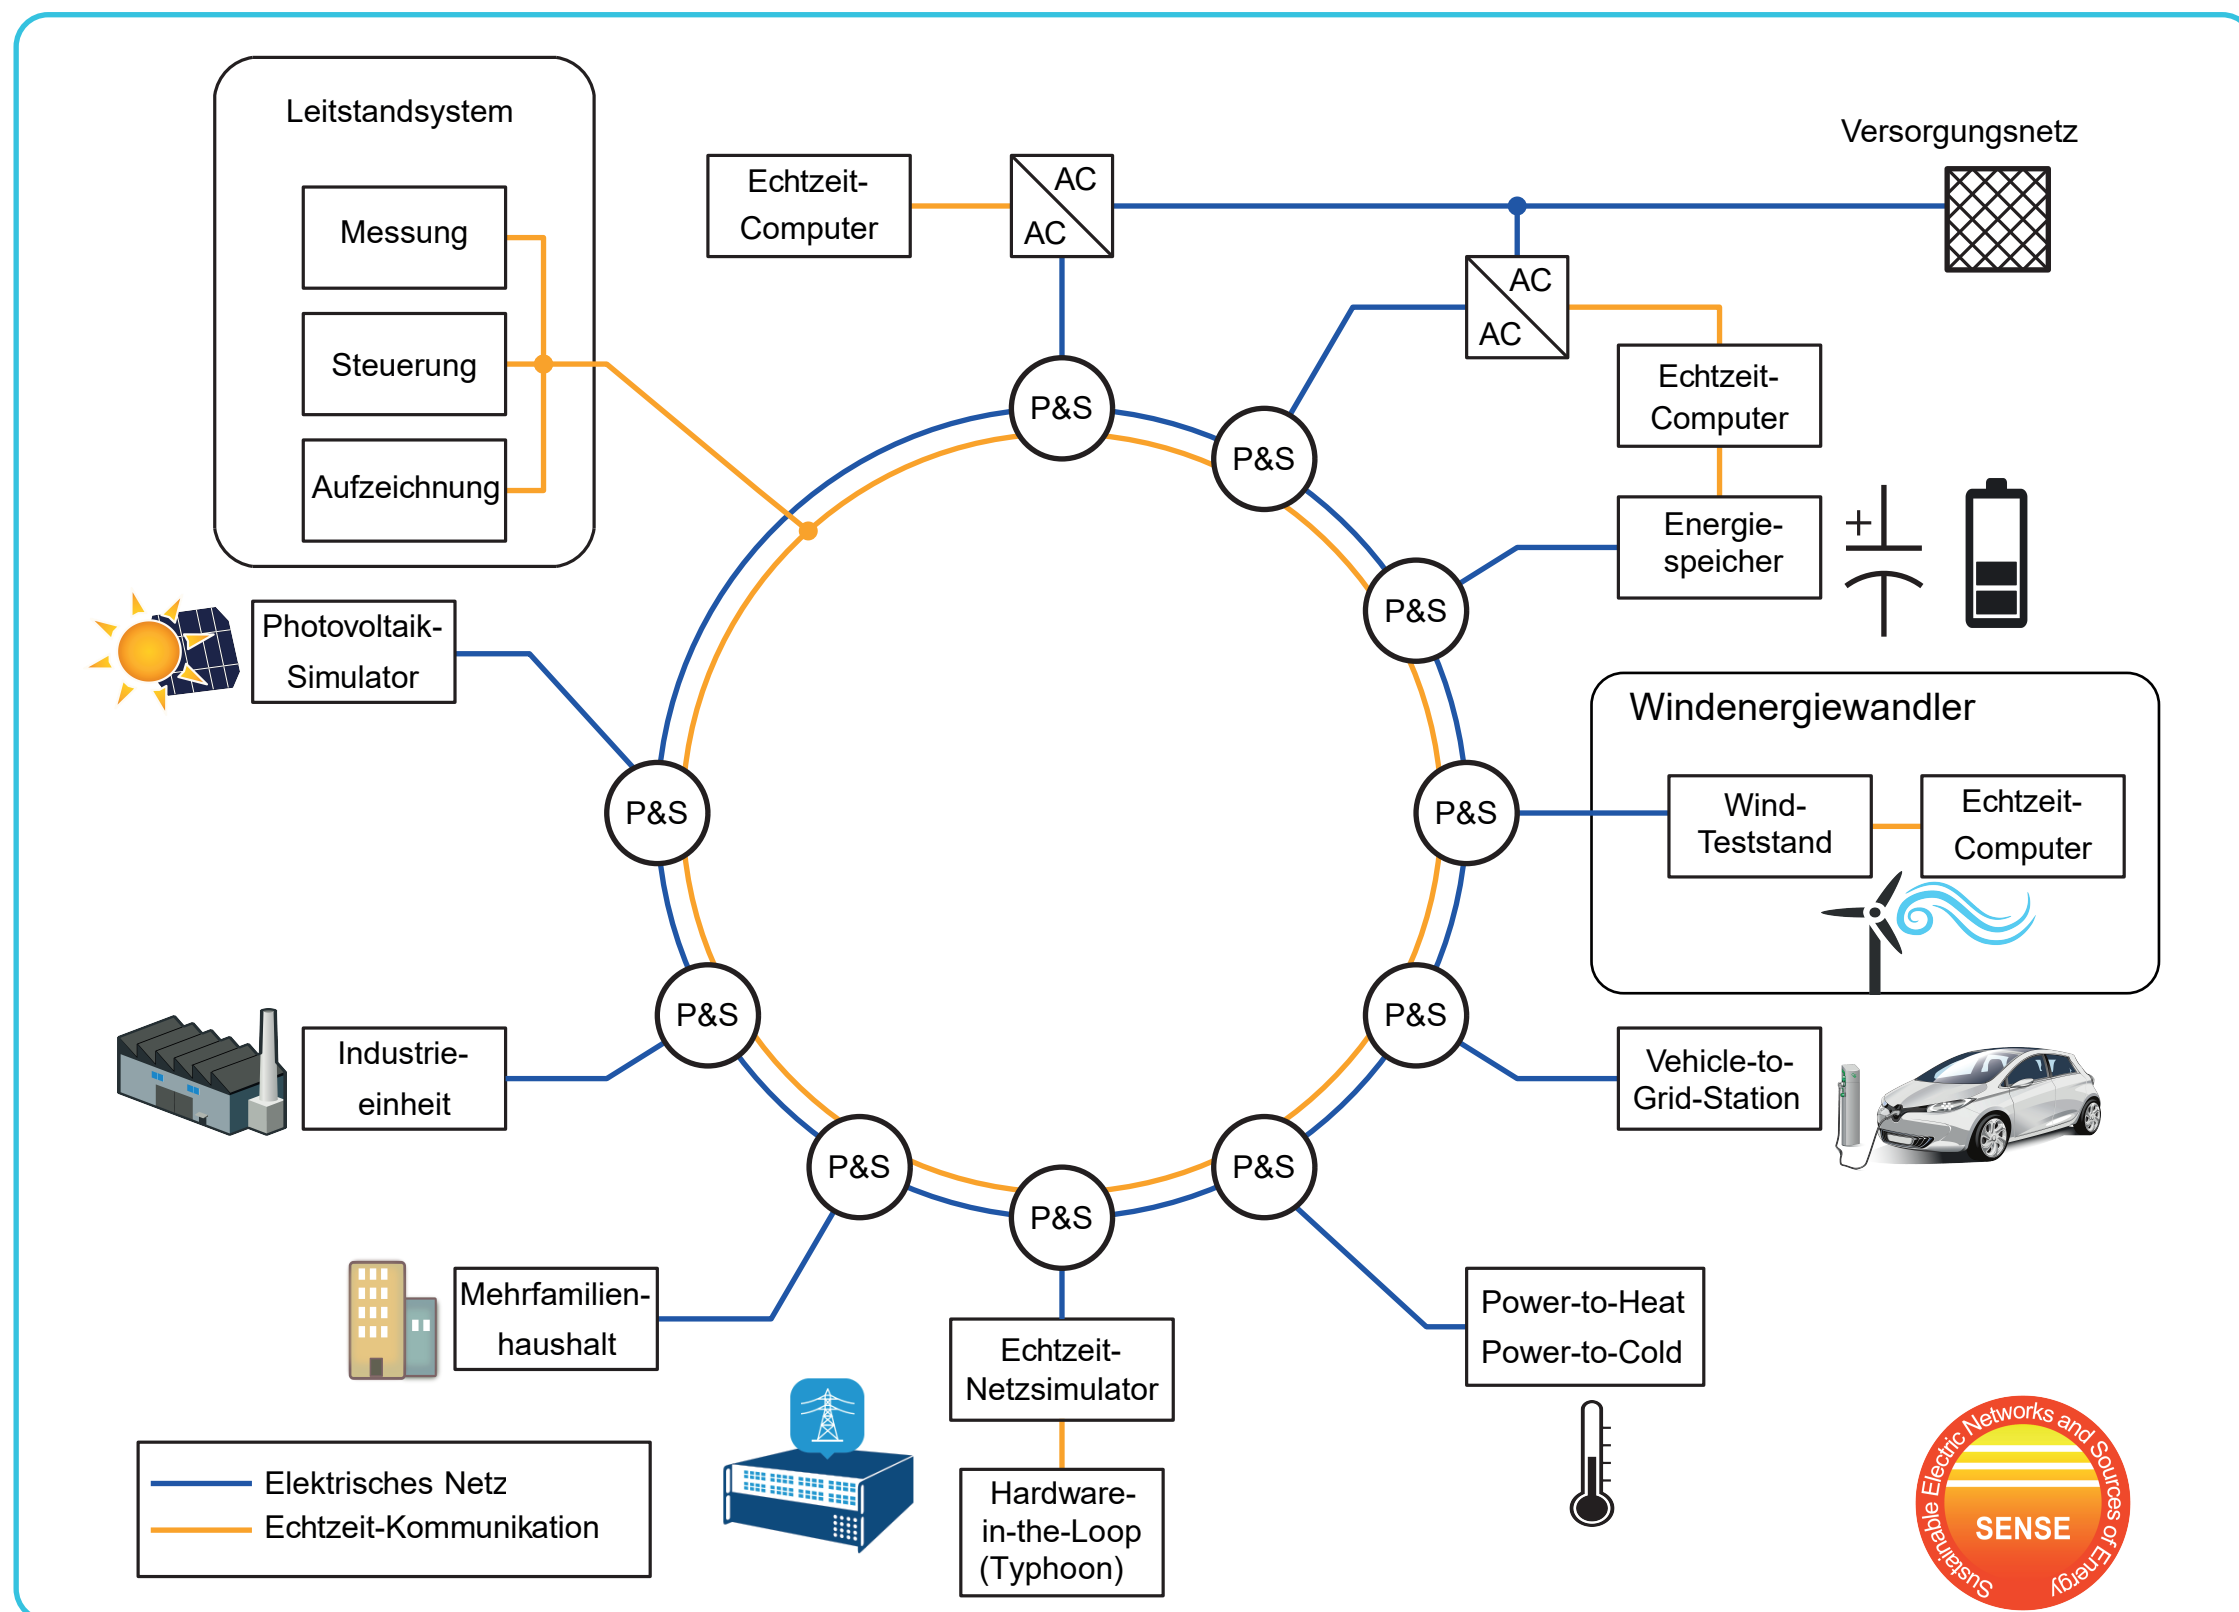 Leitstandsystem
Messung
Steuerung
Aufzeichnung
Echtzeit-
Computer
AC
AC
Versorgungsnetz
AC
AC
Echtzeit-
Computer
Energie-
speicher
+
P&S
P&S
P&S
P&S
P&S
P&S
P&S
P&S
P&S
P&S
Photovoltaik-
Simulator
Windenergiewandler
Wind-
Teststand
Echtzeit-
Computer
Industrie-
einheit
Vehicle-to-
Grid-Station
Mehrfamilien-
haushalt
Echtzeit-
Netzsimulator
Power-to-Heat
Power-to-Cold
Hardware-
in-the-Loop
(Typhoon)
Elektrisches Netz
Echtzeit-Kommunikation
Sustainable Electric Networks and Sources of Energy
SENSE